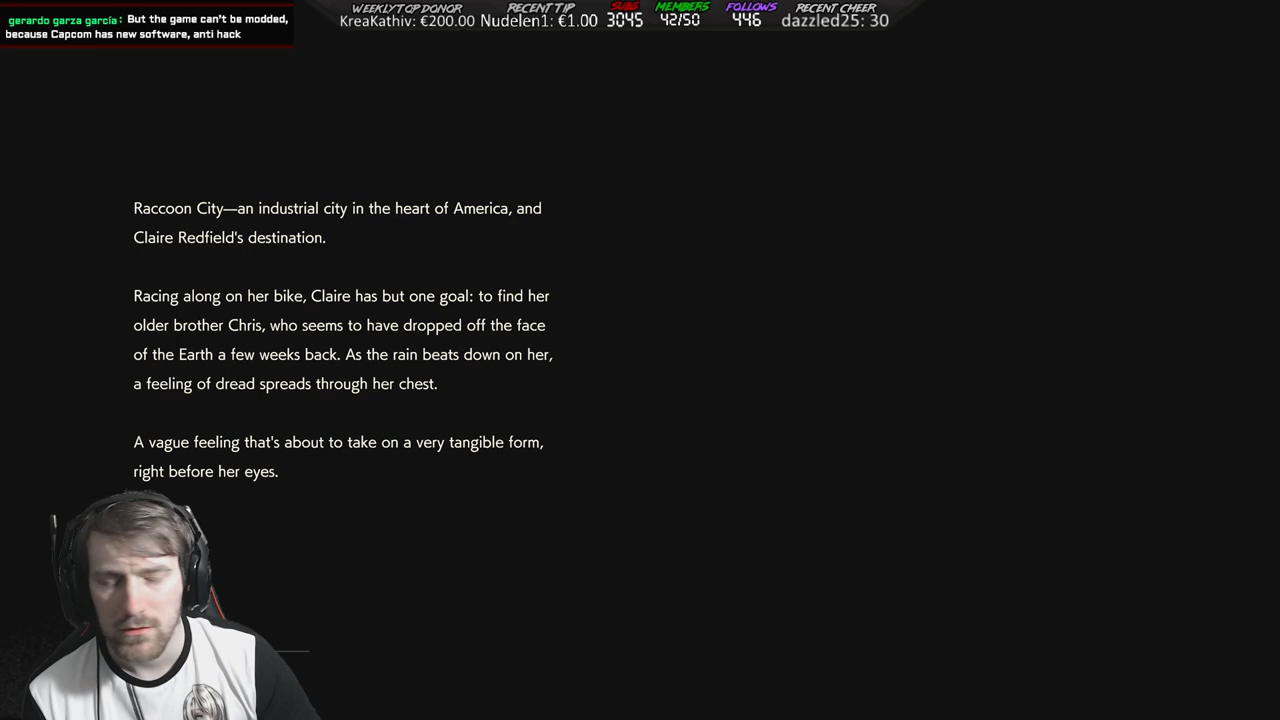 gerardo garza garcía: But the game can't be modded,
because Capcom has new software, anti hack
WEEKLY TOP DONOR
KreaKathiv: €200.00
RECENT TIP
Nudelen1: €1.00
SUBS
3045
MEMBERS
42/50
FOLLOWS
446
RECENT CHEER
dazzled25: 30
Raccoon City—an industrial city in the heart of America, and
Claire Redfield's destination.
Racing along on her bike, Claire has but one goal: to find her
older brother Chris, who seems to have dropped off the face
of the Earth a few weeks back. As the rain beats down on her,
a feeling of dread spreads through her chest.
A vague feeling that's about to take on a very tangible form,
right before her eyes.